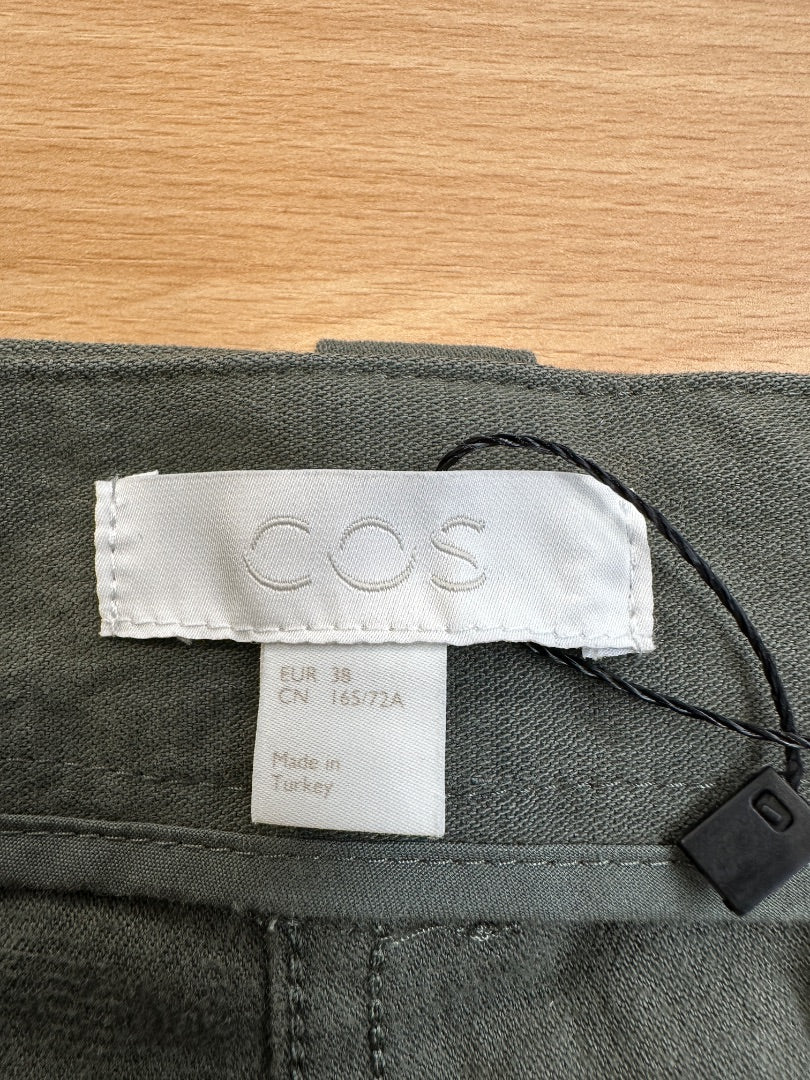 COS
EUR 38
CN 165/72A
Made in
Turkey